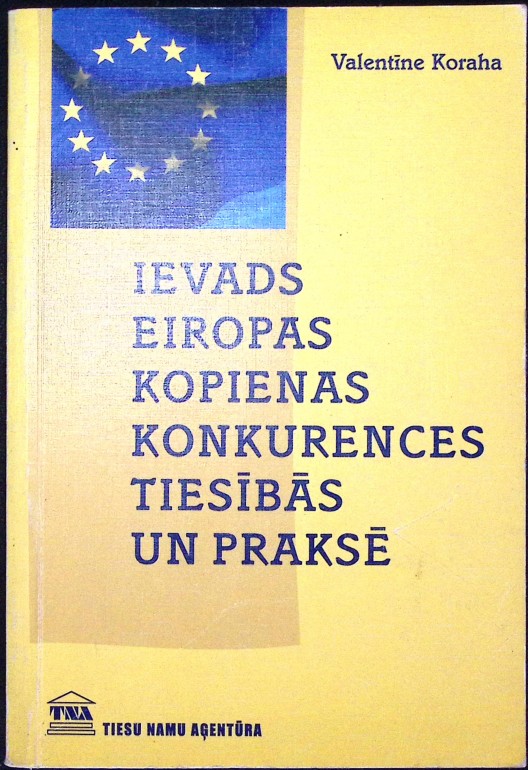 Valentīne Koraha
IEVADS
EIROPAS
KOPIENAS
KONKURENCES
TIESĪBĀS
UN PRAKSĒ
TNA
TIESU NAMU AĢENTŪRA